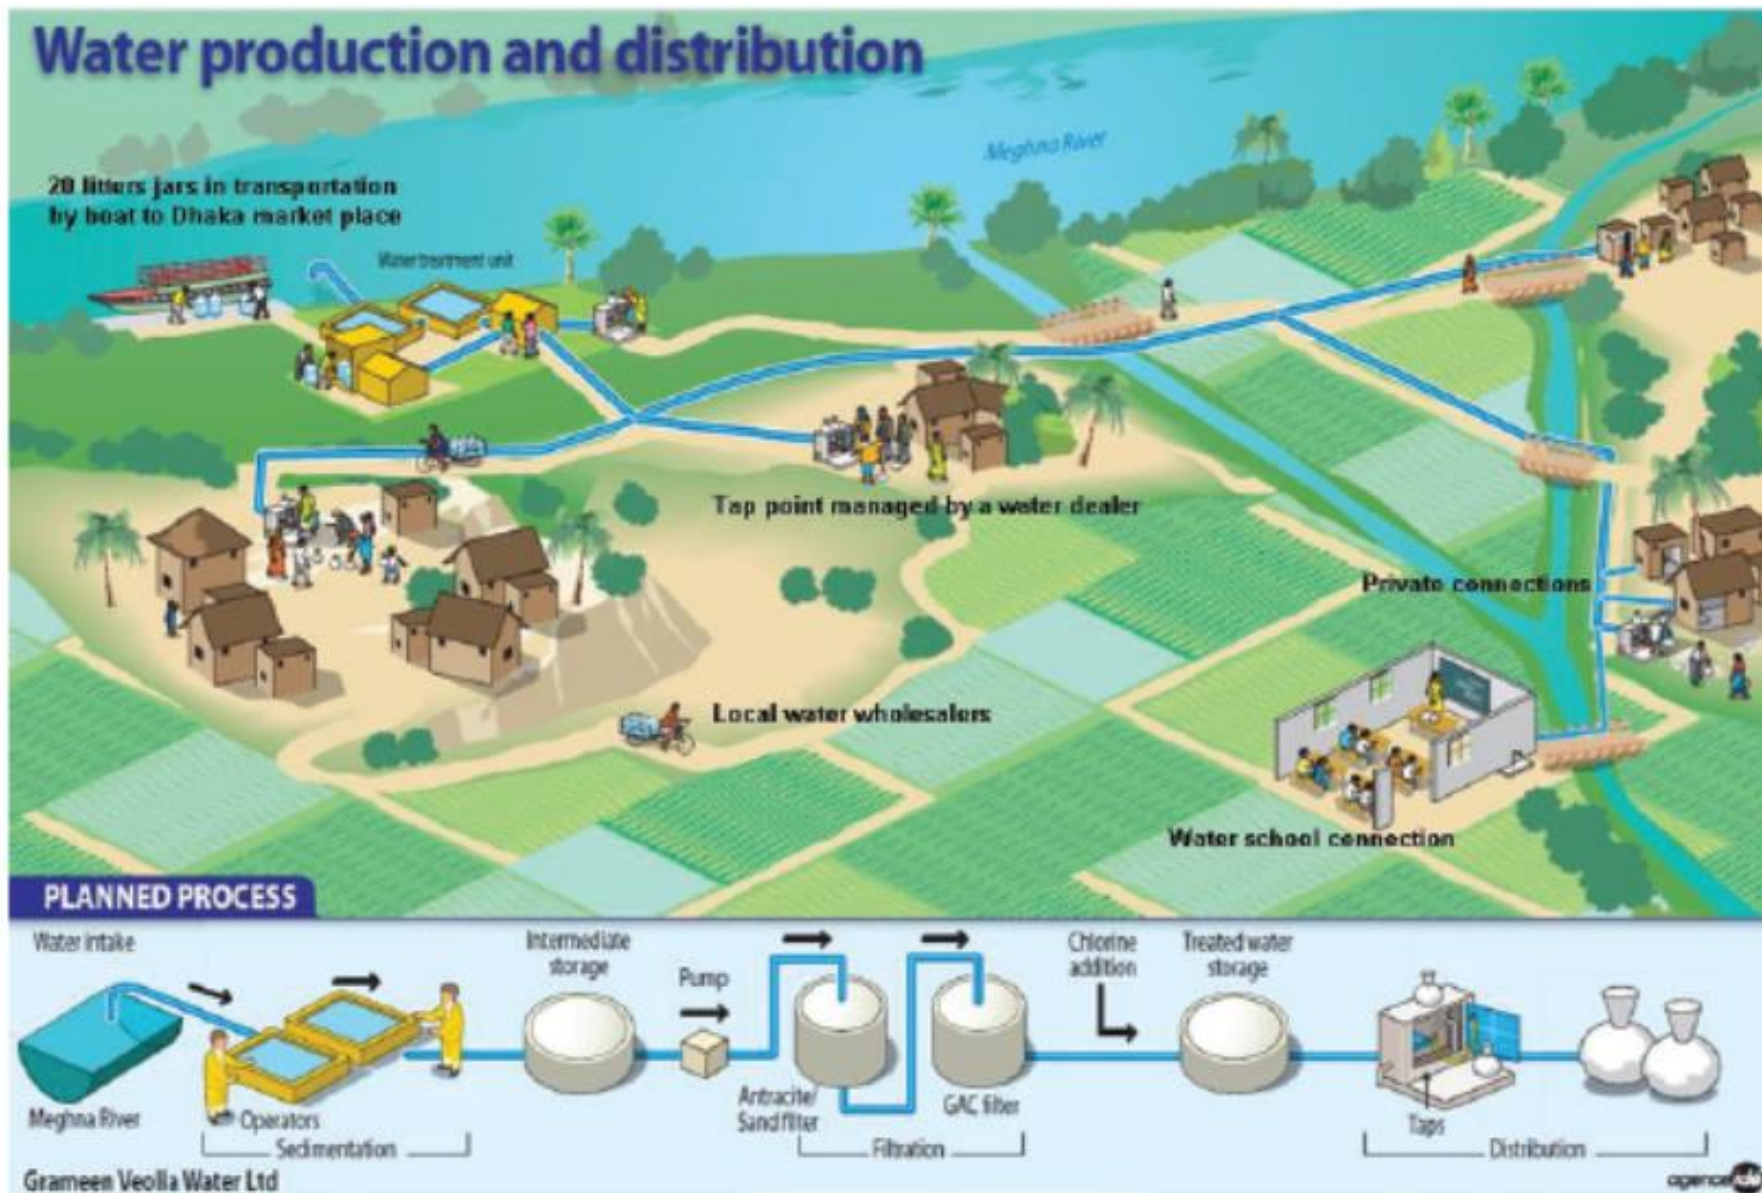 Water production and distribution
Meghna River
20 litters jars in transportation
by boat to Dhaka market place
Water treatment unit
Tap point managed by a water dealer
Private connections
Local water wholesalers
Water school connection
PLANNED PROCESS
Water intake
Intermediate
storage
Pump
Chlorine
addition
Treated water
storage
Meghna River
Operators
Sedimentation
Antracite/
Sand filter
GAC filter
Filtration
Taps
Distribution
Grameen Veolia Water Ltd
agence